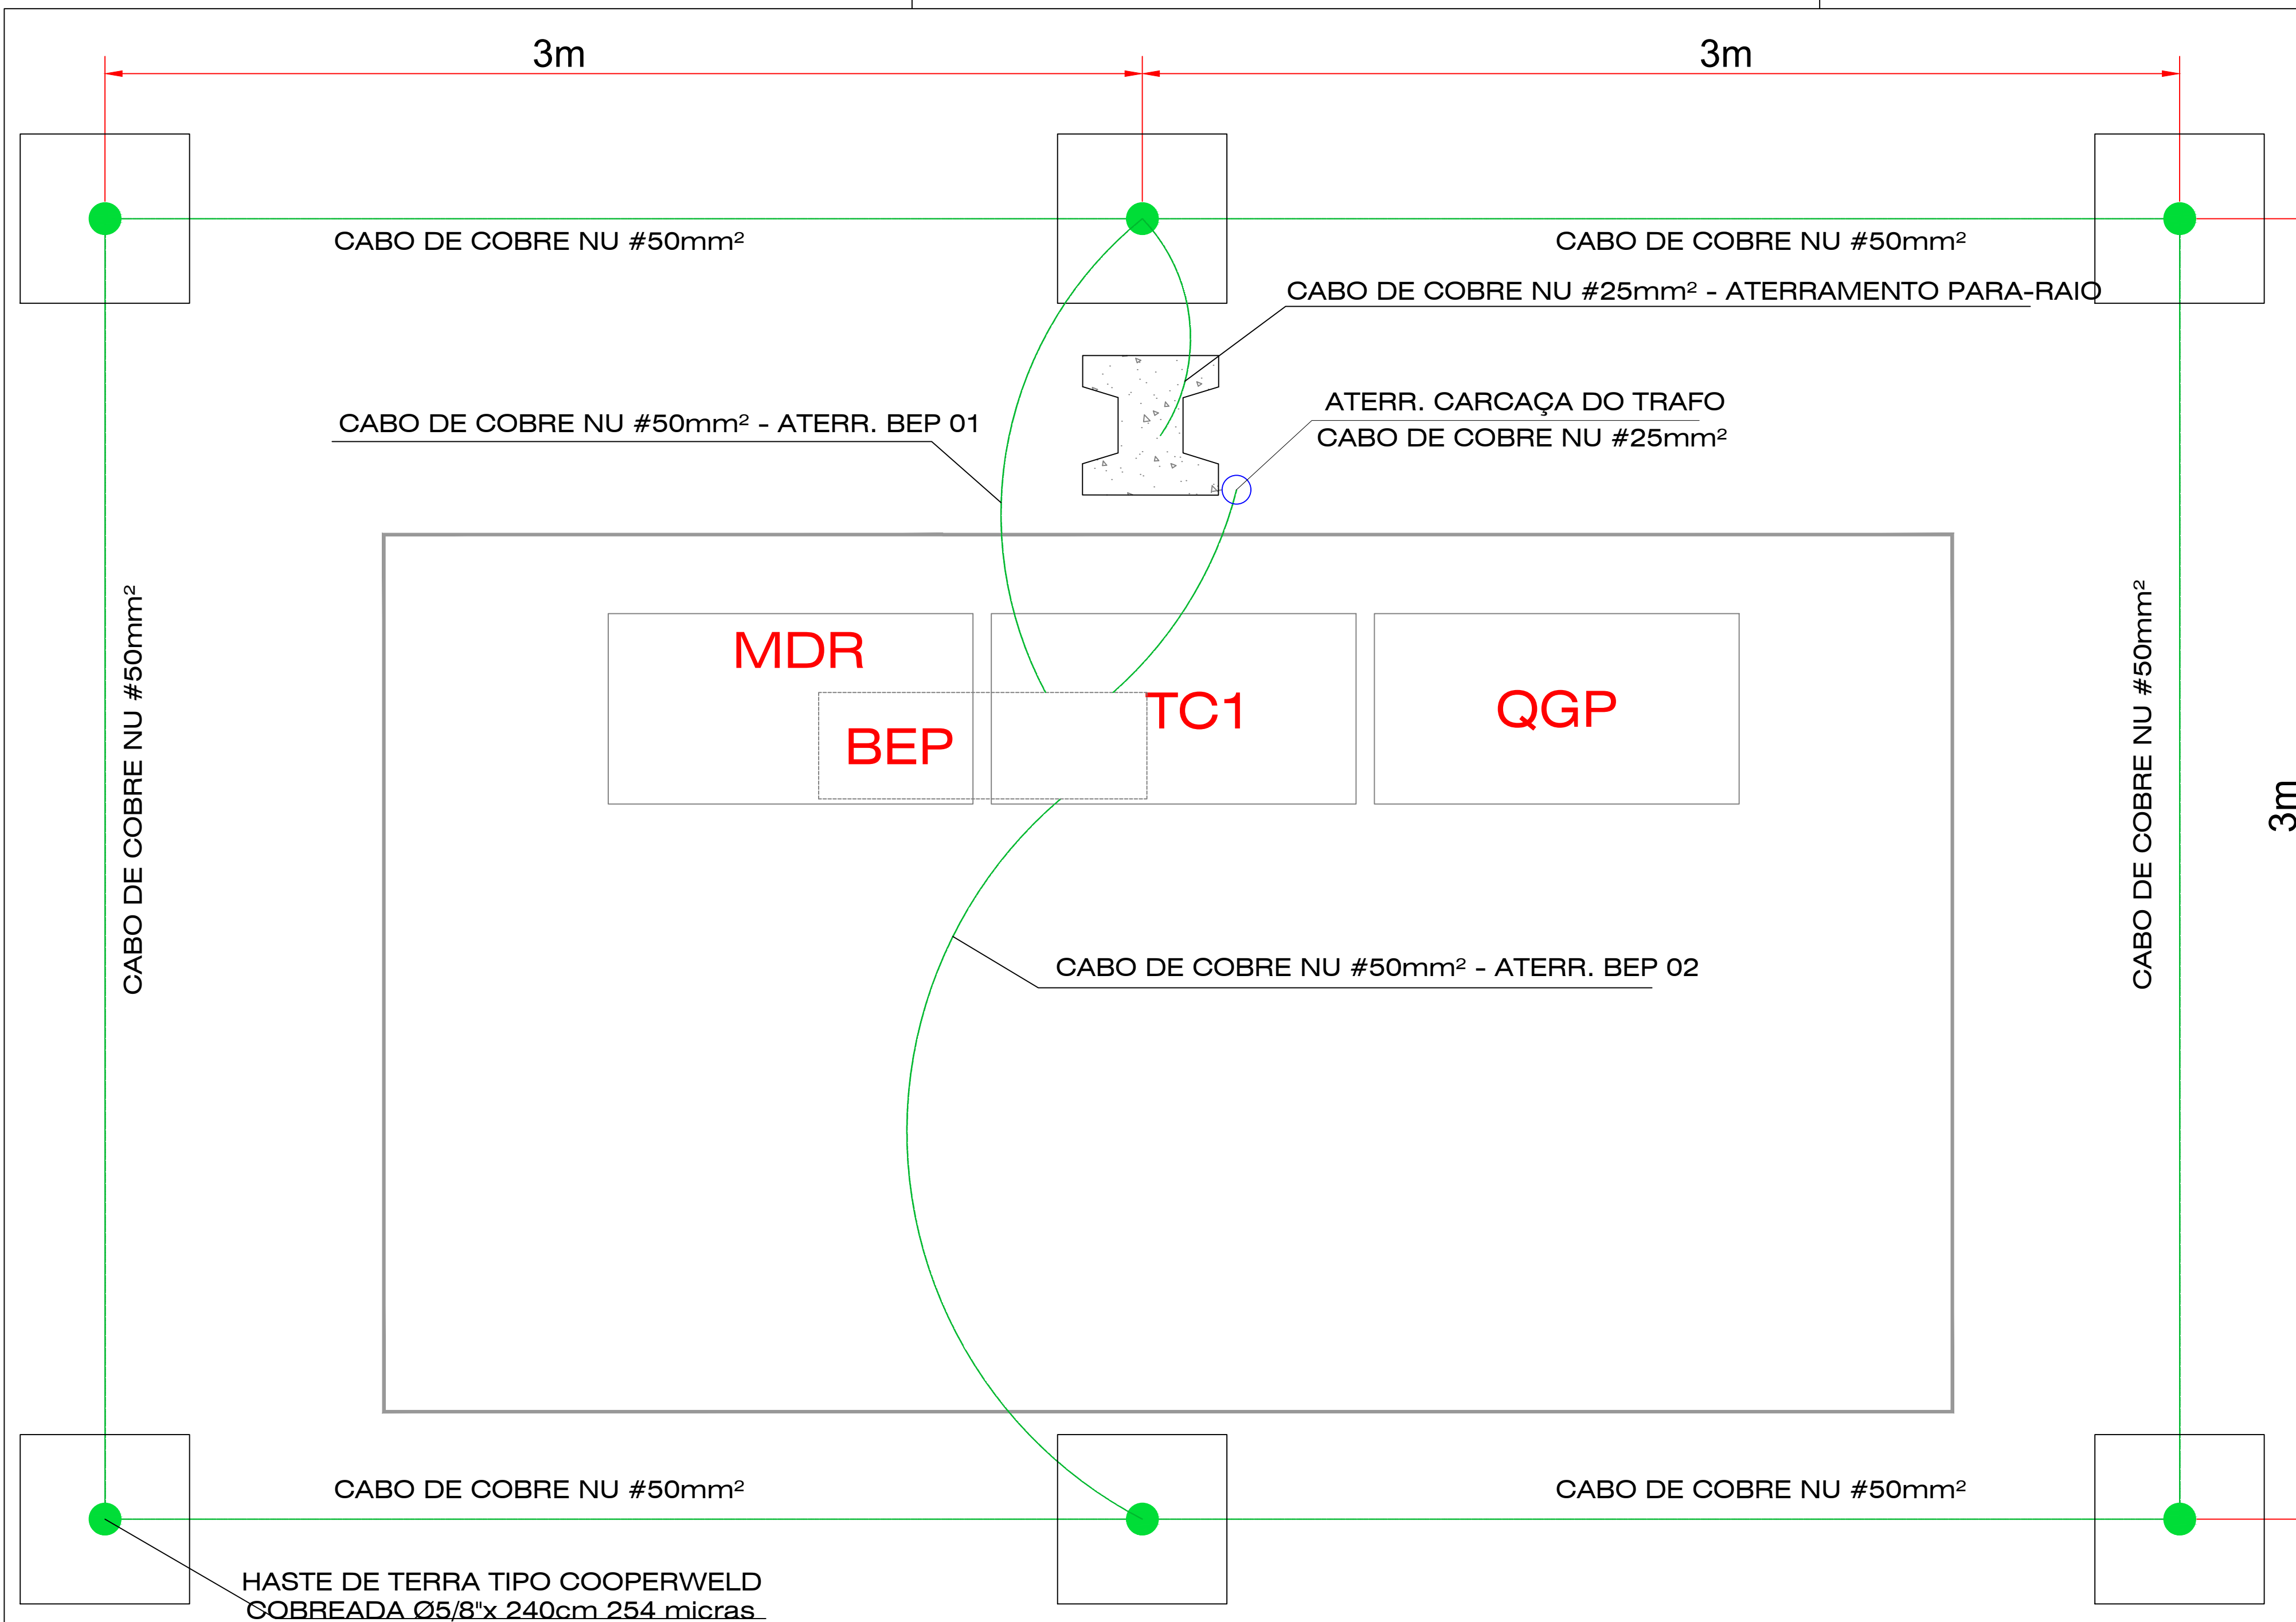 3m
3m
CABO DE COBRE NU #50mm²
CABO DE COBRE NU #50mm²
CABO DE COBRE NU #25mm² - ATERRAMENTO PARA-RAIO
ATERR. CARCAÇA DO TRAFO
CABO DE COBRE NU #25mm²
CABO DE COBRE NU #50mm² - ATERR. BEP 01
CABO DE COBRE NU #50mm²
MDR
TC1
QGP
BEP
CABO DE COBRE NU #50mm²
3m
CABO DE COBRE NU #50mm² - ATERR. BEP 02
CABO DE COBRE NU #50mm²
CABO DE COBRE NU #50mm²
HASTE DE TERRA TIPO COOPERWELD
COBREADA Ø5/8"x 240cm 254 micras